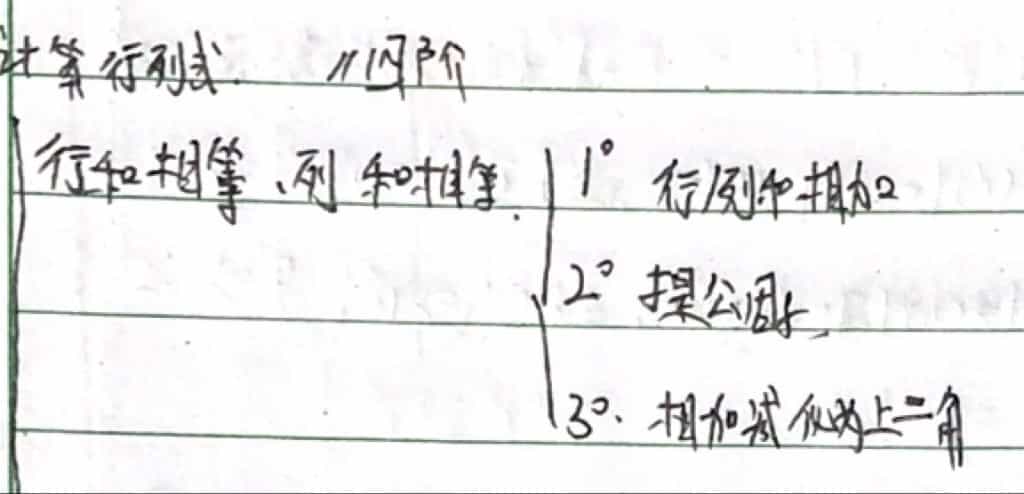 计算行列式. //四阶
行和相等、列和相等. 1° 行/列和相加
2° 提公因子,
3°. 相加减化为上三角